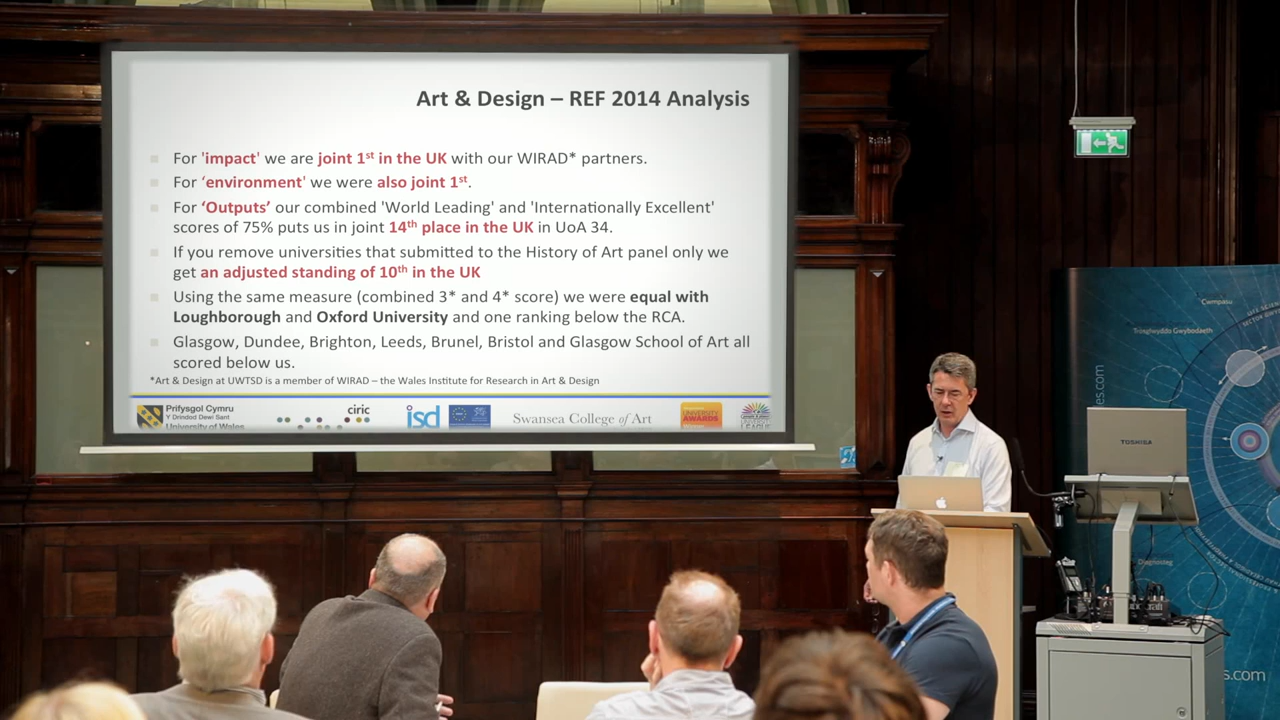 Art & Design – REF 2014 Analysis
For 'impact' we are joint 1st in the UK with our WIRAD* partners.
For ‘environment' we were also joint 1st.
For ‘Outputs’ our combined 'World Leading' and 'Internationally Excellent'
scores of 75% puts us in joint 14th place in the UK in UoA 34.
If you remove universities that submitted to the History of Art panel only we
get an adjusted standing of 10th in the UK
Using the same measure (combined 3* and 4* score) we were equal with
Loughborough and Oxford University and one ranking below the RCA.
Glasgow, Dundee, Brighton, Leeds, Brunel, Bristol and Glasgow School of Art all
scored below us.
*Art & Design at UWTSD is a member of WIRAD – the Wales Institute for Research in Art & Design
Prifysgol Cymru
Y Drindod Dewi Sant
University of Wales
ciric
isd
Swansea College of Art
UNIVERSITY
AWARDS
Cwmpasu
Trosglwyddo Gwybodaeth
es.com
TOSHIBA
Diagnosteg
s.com